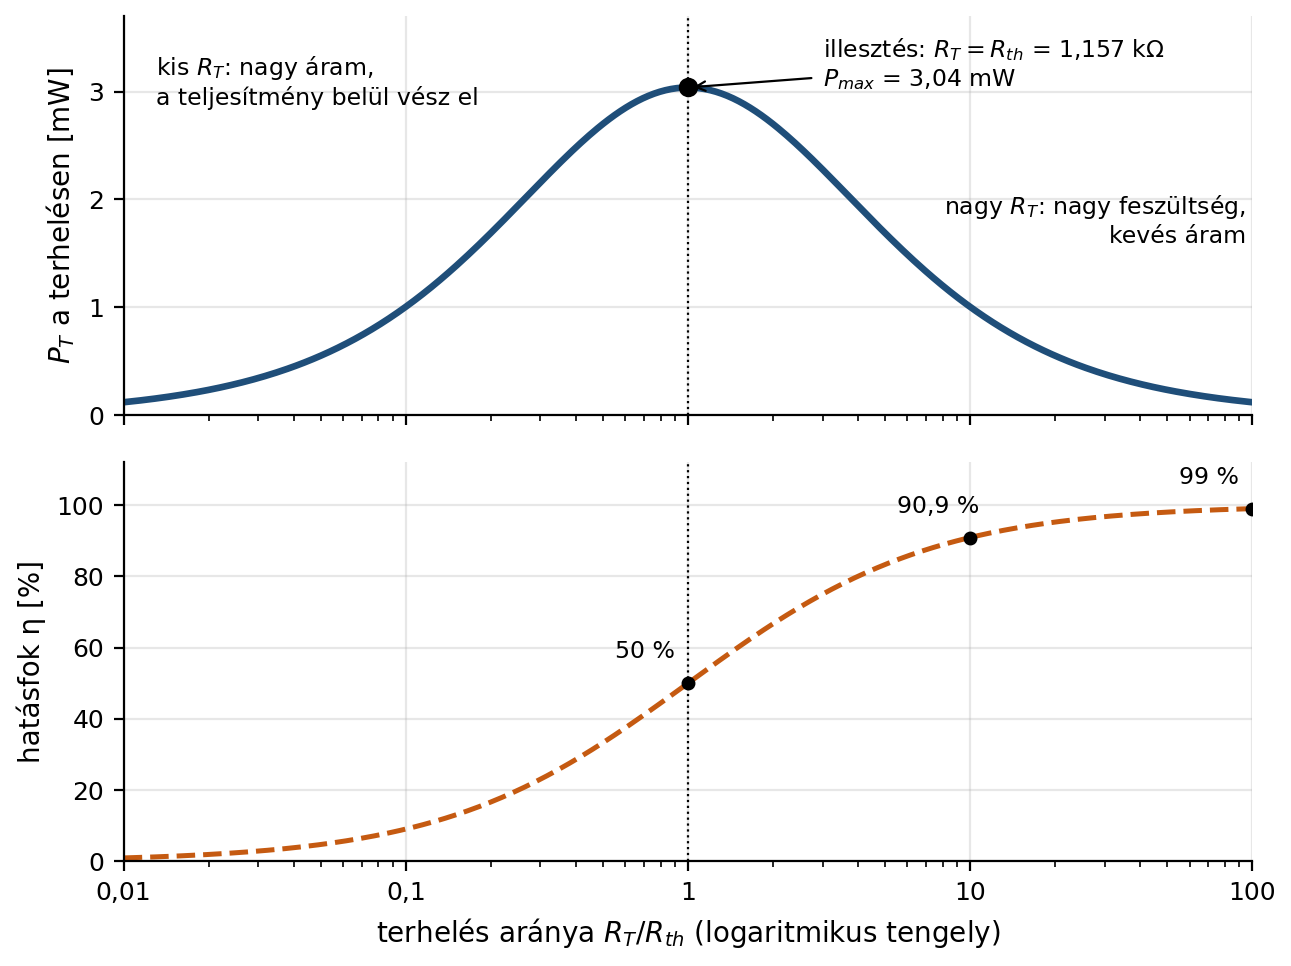 kis R_T: nagy áram,
a teljesítmény belül vész el
illesztés: R_T = R_th = 1,157 kΩ
P_max = 3,04 mW
nagy R_T: nagy feszültség,
kevés áram
P_T a terhelésen [mW]
3
2
1
0
99 %
90,9 %
50 %
hatásfok η [%]
100
80
60
40
20
0
0,01 0,1 1 10 100
terhelés aránya R_T/R_th (logaritmikus tengely)